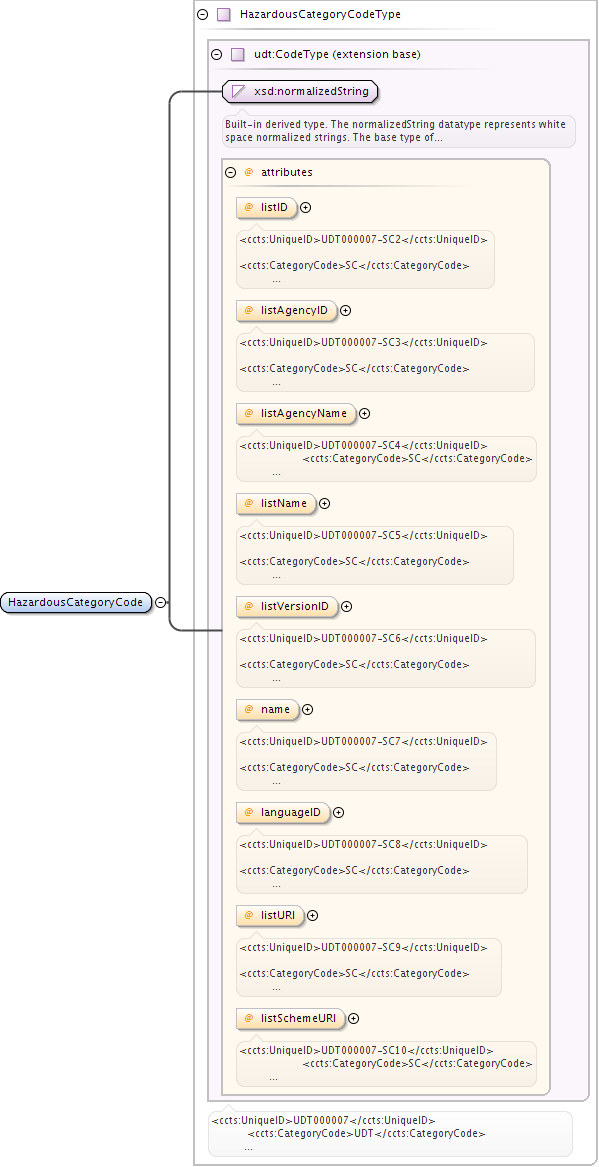 HazardousCategoryCodeType
udt:CodeType (extension base)
xsd:normalizedString
Built-in derived type. The normalizedString datatype represents white
space normalized strings. The base type of...
attributes
@ listID
<ccts:UniqueID>UDT000007-SC2</ccts:UniqueID>
<ccts:CategoryCode>SC</ccts:CategoryCode>
...
@ listAgencyID
<ccts:UniqueID>UDT000007-SC3</ccts:UniqueID>
<ccts:CategoryCode>SC</ccts:CategoryCode>
...
@ listAgencyName
<ccts:UniqueID>UDT000007-SC4</ccts:UniqueID>
<ccts:CategoryCode>SC</ccts:CategoryCode>
...
@ listName
<ccts:UniqueID>UDT000007-SC5</ccts:UniqueID>
<ccts:CategoryCode>SC</ccts:CategoryCode>
...
HazardousCategoryCode
@ listVersionID
<ccts:UniqueID>UDT000007-SC6</ccts:UniqueID>
<ccts:CategoryCode>SC</ccts:CategoryCode>
...
@ name
<ccts:UniqueID>UDT000007-SC7</ccts:UniqueID>
<ccts:CategoryCode>SC</ccts:CategoryCode>
...
@ languageID
<ccts:UniqueID>UDT000007-SC8</ccts:UniqueID>
<ccts:CategoryCode>SC</ccts:CategoryCode>
...
@ listURI
<ccts:UniqueID>UDT000007-SC9</ccts:UniqueID>
<ccts:CategoryCode>SC</ccts:CategoryCode>
...
@ listSchemeURI
<ccts:UniqueID>UDT000007-SC10</ccts:UniqueID>
<ccts:CategoryCode>SC</ccts:CategoryCode>
...
<ccts:UniqueID>UDT000007</ccts:UniqueID>
<ccts:CategoryCode>UDT</ccts:CategoryCode>
...